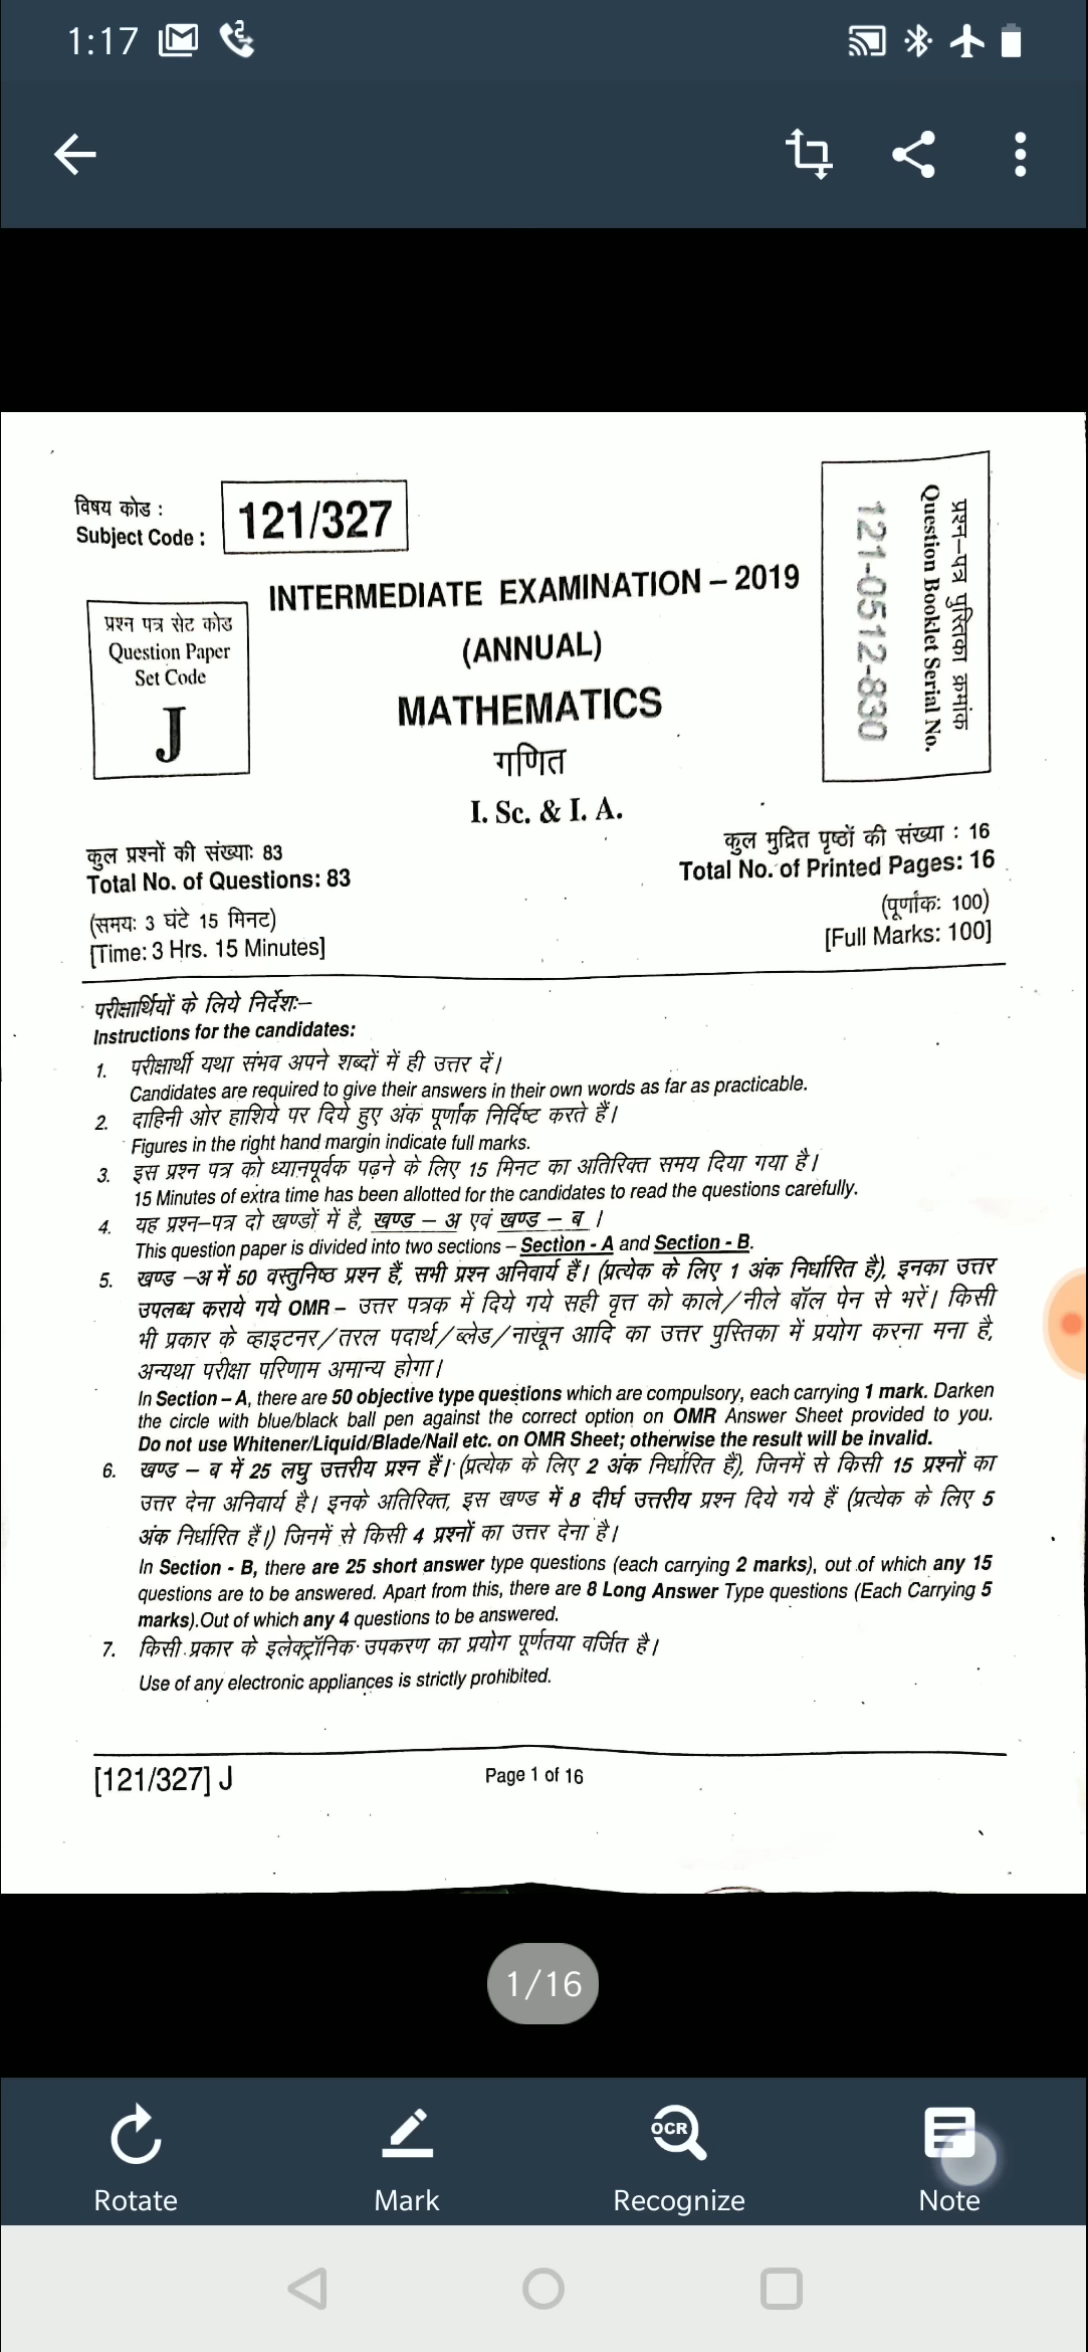 1:17
विषय कोड :
Subject Code :
121/327
प्रश्न-पत्र पुस्तिका क्रमांक
Question Booklet Serial No.
121-0512-830
INTERMEDIATE EXAMINATION – 2019
(ANNUAL)
MATHEMATICS
गणित
I. Sc. & I. A.
प्रश्न पत्र सेट कोड
Question Paper
Set Code
J
कुल प्रश्नों की संख्याः 83
Total No. of Questions: 83
(समयः 3 घंटे 15 मिनट)
[Time: 3 Hrs. 15 Minutes]
कुल मुद्रित पृष्ठों की संख्या : 16
Total No. of Printed Pages: 16
(पूर्णांकः 100)
[Full Marks: 100]
परीक्षार्थियों के लिये निर्देशः–
Instructions for the candidates:
1. परीक्षार्थी यथा संभव अपने शब्दों में ही उत्तर दें।
Candidates are required to give their answers in their own words as far as practicable.
2. दाहिनी ओर हाशिये पर दिये हुए अंक पूर्णांक निर्दिष्ट करते हैं।
Figures in the right hand margin indicate full marks.
3. इस प्रश्न पत्र को ध्यानपूर्वक पढ़ने के लिए 15 मिनट का अतिरिक्त समय दिया गया है।
15 Minutes of extra time has been allotted for the candidates to read the questions carefully.
4. यह प्रश्न–पत्र दो खण्डों में है, खण्ड – अ एवं खण्ड – ब ।
This question paper is divided into two sections – Section - A and Section - B.
5. खण्ड –अ में 50 वस्तुनिष्ठ प्रश्न हैं, सभी प्रश्न अनिवार्य हैं। (प्रत्येक के लिए 1 अंक निर्धारित है), इनका उत्तर
उपलब्ध कराये गये OMR – उत्तर पत्रक में दिये गये सही वृत्त को काले/नीले बॉल पेन से भरें। किसी
भी प्रकार के व्हाइटनर/तरल पदार्थ/ब्लेड/नाखून आदि का उत्तर पुस्तिका में प्रयोग करना मना है,
अन्यथा परीक्षा परिणाम अमान्य होगा।
In Section – A, there are 50 objective type questions which are compulsory, each carrying 1 mark. Darken
the circle with blue/black ball pen against the correct option on OMR Answer Sheet provided to you.
Do not use Whitener/Liquid/Blade/Nail etc. on OMR Sheet; otherwise the result will be invalid.
6. खण्ड – ब में 25 लघु उत्तरीय प्रश्न हैं। (प्रत्येक के लिए 2 अंक निर्धारित हैं), जिनमें से किसी 15 प्रश्नों का
उत्तर देना अनिवार्य है। इनके अतिरिक्त, इस खण्ड में 8 दीर्घ उत्तरीय प्रश्न दिये गये हैं (प्रत्येक के लिए 5
अंक निर्धारित हैं।) जिनमें से किसी 4 प्रश्नों का उत्तर देना है।
In Section - B, there are 25 short answer type questions (each carrying 2 marks), out of which any 15
questions are to be answered. Apart from this, there are 8 Long Answer Type questions (Each Carrying 5
marks).Out of which any 4 questions to be answered.
7. किसी प्रकार के इलेक्ट्रॉनिक उपकरण का प्रयोग पूर्णतया वर्जित है।
Use of any electronic appliances is strictly prohibited.
[121/327] J
Page 1 of 16
1/16
OCR
Rotate
Mark
Recognize
Note